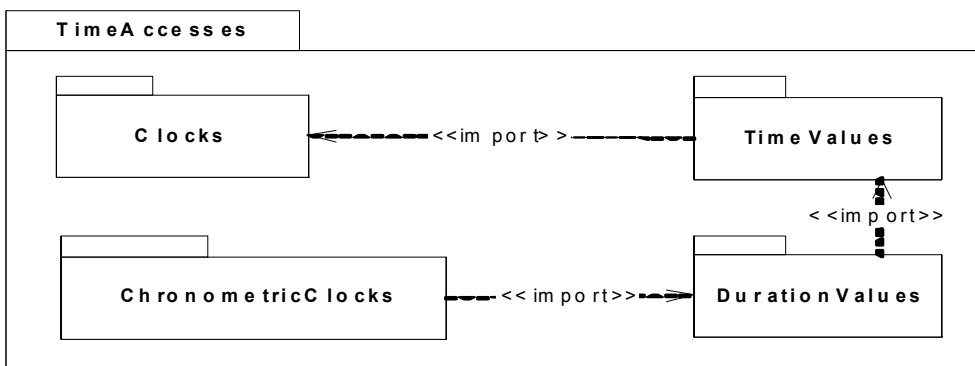 TimeAccesses
Clocks
<<import>>
TimeValues
<<import>>
ChronometricClocks
<<import>>
DurationValues